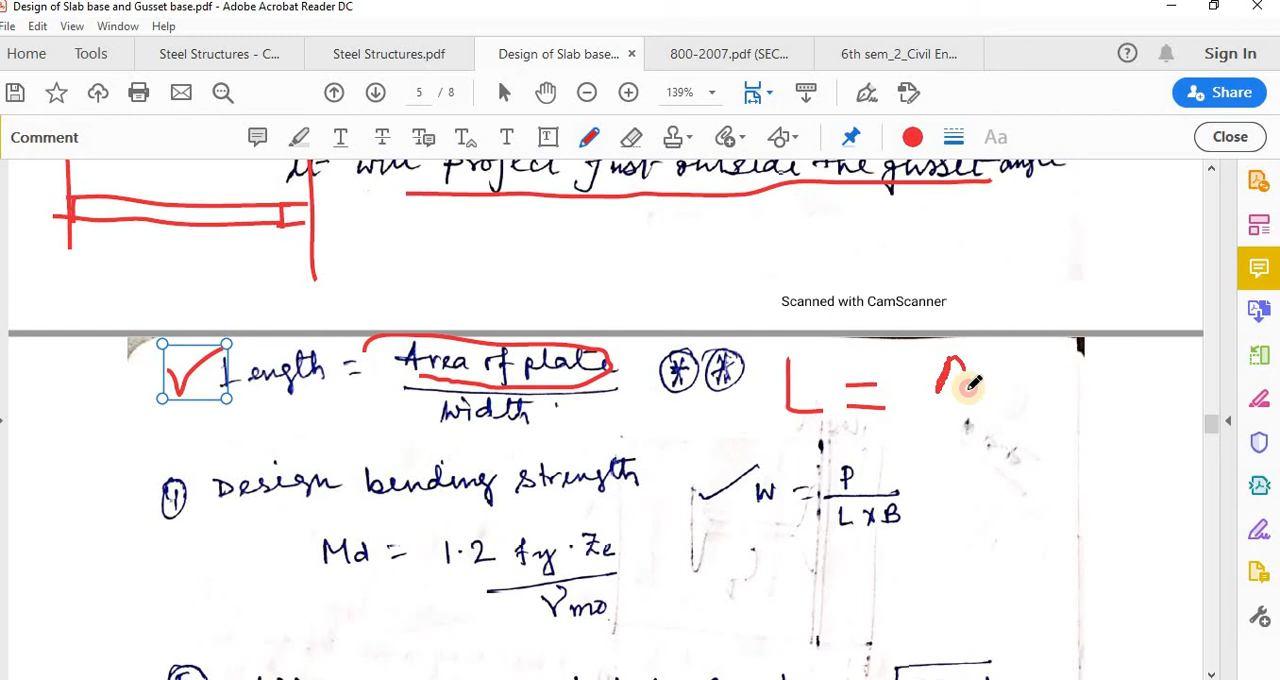 Design of Slab base and Gusset base.pdf - Adobe Acrobat Reader DC
File Edit View Window Help
Home Tools Steel Structures - C... Steel Structures.pdf Design of Slab base... × 800-2007.pdf (SEC... 6th sem_2_Civil En... Sign In
5 / 8 139% Share
Comment Aa Close
It will project just outside the gusset angle
Scanned with CamScanner
Length = Area of plate
width
L =
① Design bending strength
W = P
L × B
Md = 1.2 fy . Ze
γmo